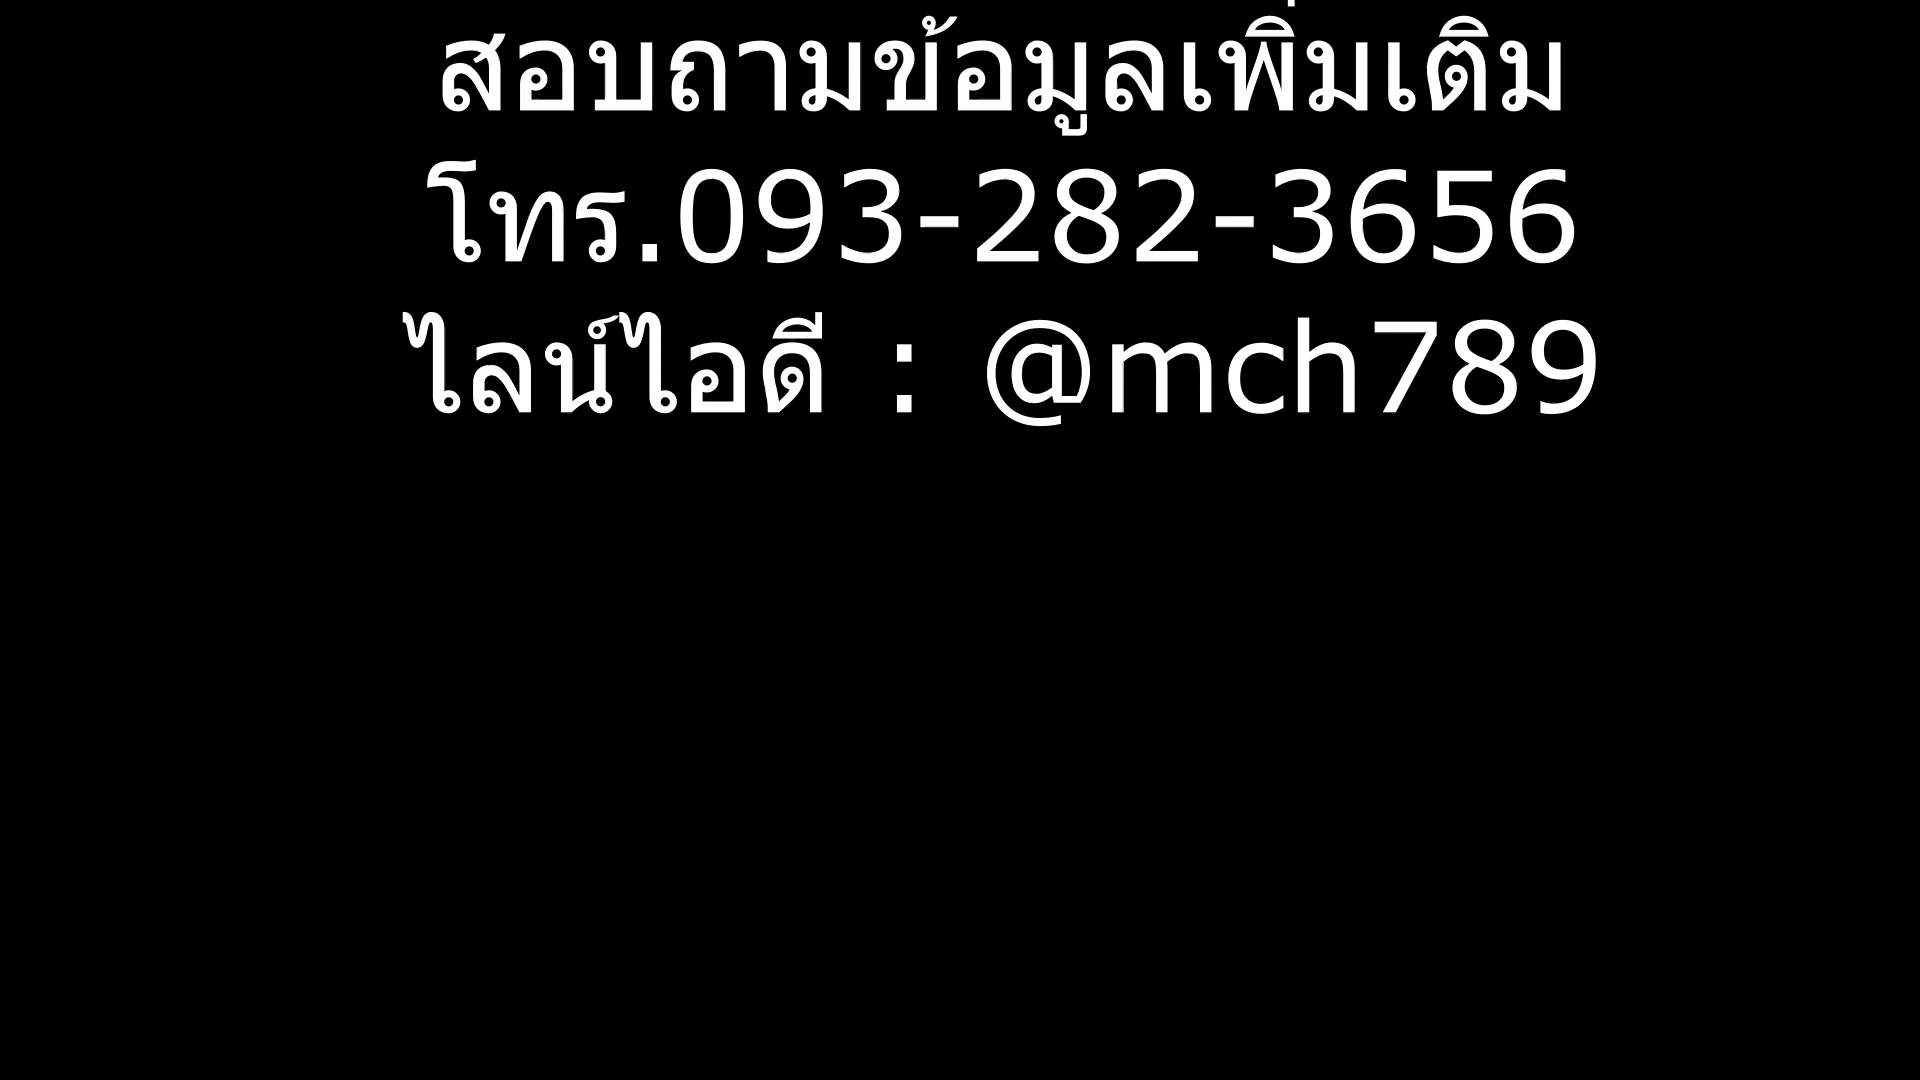 สอบถามข้อมูลเพิ่มเติม
โทร.093-282-3656
ไลน์ไอดี : @mch789